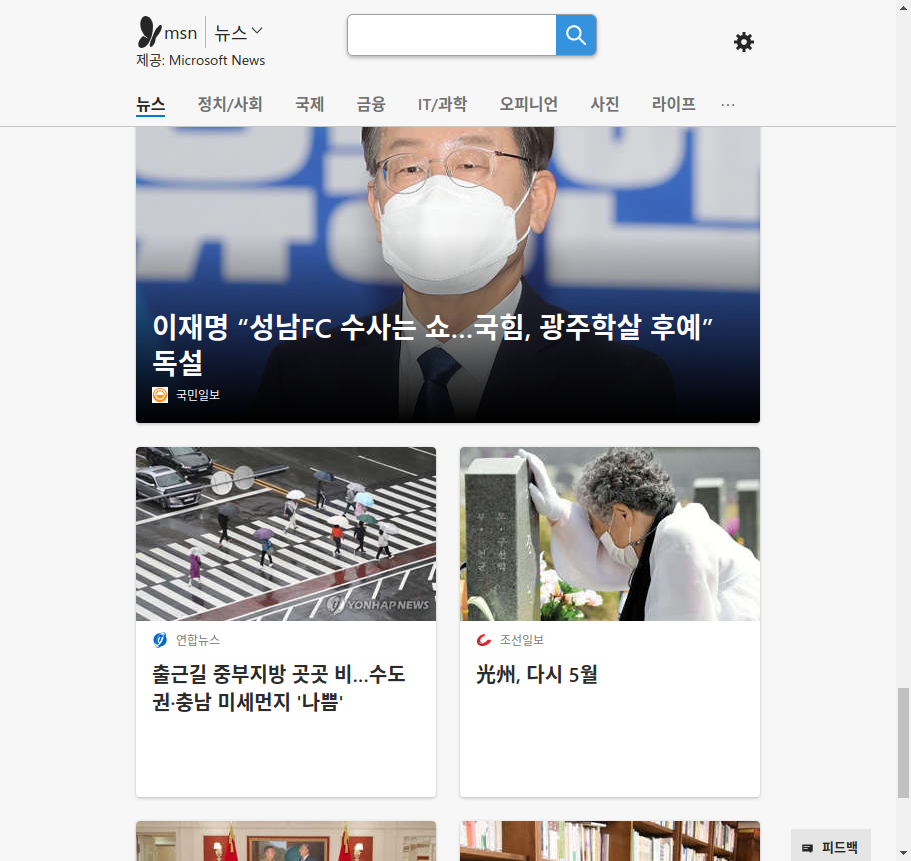 msn 뉴스
제공: Microsoft News
뉴스 정치/사회 국제 금융 IT/과학 오피니언 사진 라이프 ...
이재명 “성남FC 수사는 쇼…국힘, 광주학살 후예”
독설
국민일보
YONHAP NEWS
연합뉴스
조선일보
출근길 중부지방 곳곳 비…수도
권·충남 미세먼지 '나쁨'
光州, 다시 5월
피드백